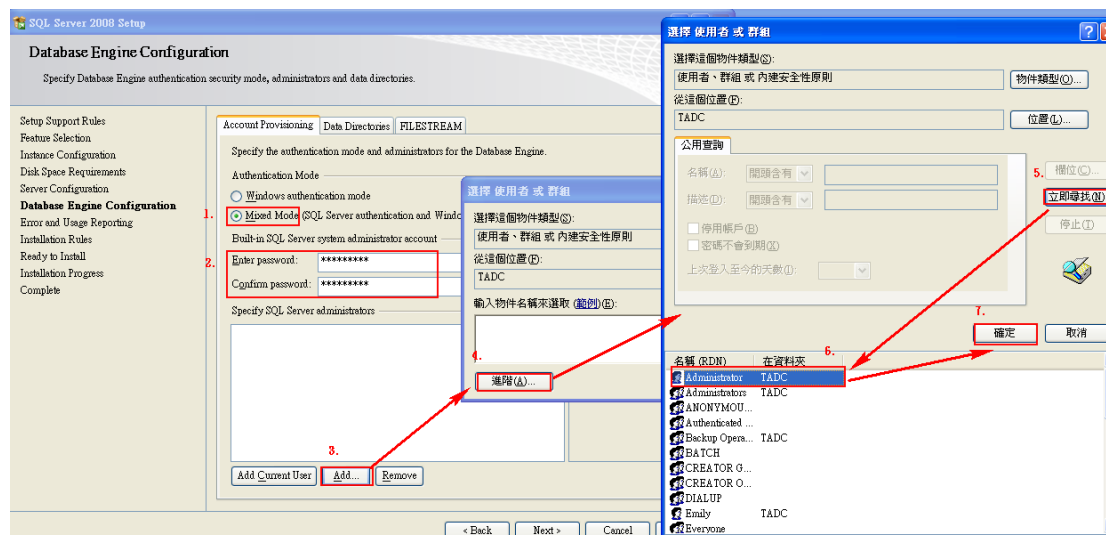 SQL Server 2008 Setup
Database Engine Configuration
Specify Database Engine authentication security mode, administrators and data directories.
Setup Support Rules
Feature Selection
Instance Configuration
Disk Space Requirements
Server Configuration
Database Engine Configuration
Error and Usage Reporting
Installation Rules
Ready to Install
Installation Progress
Complete
Account Provisioning Data Directories FILESTREAM
Specify the authentication mode and administrators for the Database Engine.
Authentication Mode
Windows authentication mode
1.
Mixed Mode (SQL Server authentication and Windo
Built-in SQL Server system administrator account
2.
Enter password: *********
Confirm password: *********
Specify SQL Server administrators
3.
Add Current User Add... Remove
< Back Next > Cancel
選擇 使用者 或 群組
選擇這個物件類型(S):
使用者、群組 或 內建安全性原則
從這個位置(F):
TADC
輸入物件名稱來選取 (範例)(E):
4.
進階(A)...
選擇 使用者 或 群組
選擇這個物件類型(S):
使用者、群組 或 內建安全性原則 物件類型(O)...
從這個位置(F):
TADC 位置(L)...
公用查詢
名稱(A): 開頭含有
描述(D): 開頭含有
停用帳戶(B)
密碼不會到期(X)
上次登入至今的天數(I):
5.
欄位(C)...
立即尋找(N)
停止(T)
7.
確定 取消
6.
名稱 (RDN) 在資料夾
Administrator TADC
Administrators TADC
ANONYMOU...
Authenticated ...
Backup Opera... TADC
BATCH
CREATOR G...
CREATOR O...
DIALUP
Emily TADC
Everyone